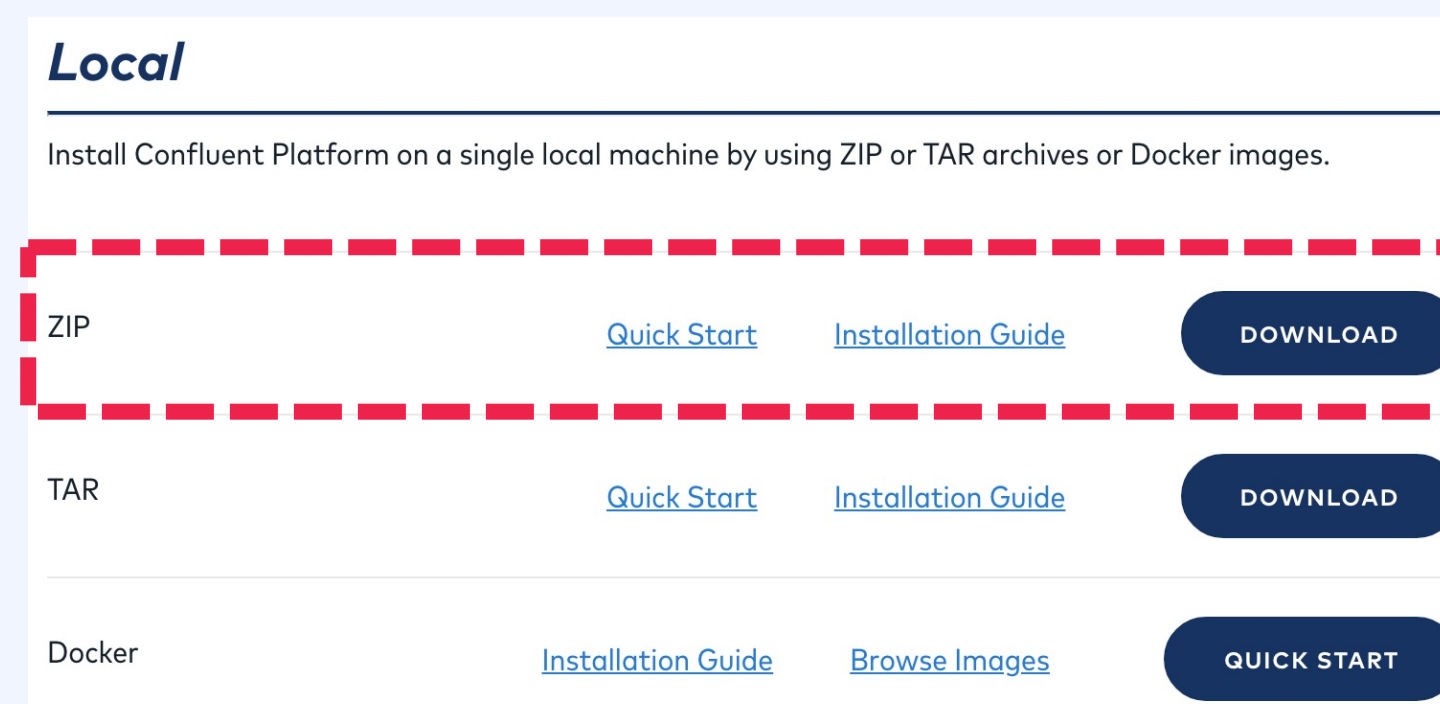 Local
Install Confluent Platform on a single local machine by using ZIP or TAR archives or Docker images.
ZIP Quick Start Installation Guide DOWNLOAD
TAR Quick Start Installation Guide DOWNLOAD
Docker Installation Guide Browse Images QUICK START